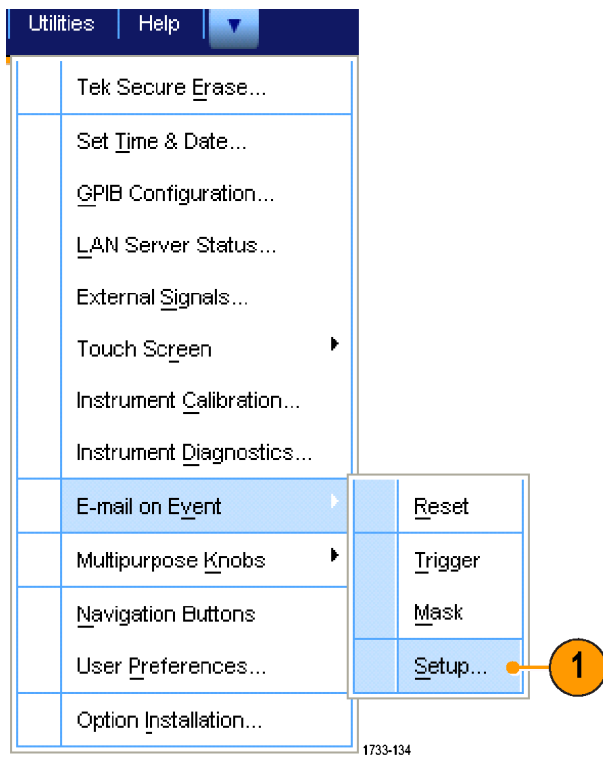 Utilities Help
Tek Secure Erase...
Set Time & Date...
GPIB Configuration...
LAN Server Status...
External Signals...
Touch Screen
Instrument Calibration...
Instrument Diagnostics...
E-mail on Event
Reset
Multipurpose Knobs
Trigger
Navigation Buttons
Mask
User Preferences...
Setup...
1
Option Installation...
1733-134